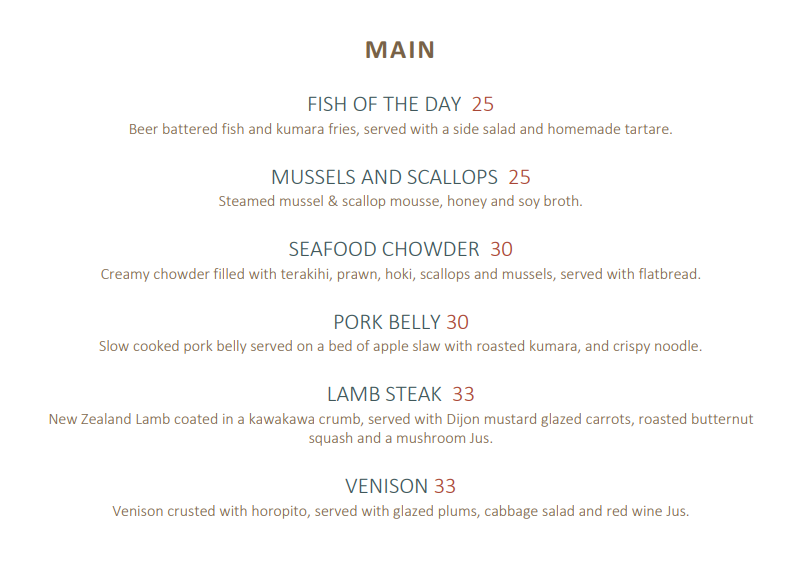 MAIN
FISH OF THE DAY 25
Beer battered fish and kumara fries, served with a side salad and homemade tartare.
MUSSELS AND SCALLOPS 25
Steamed mussel & scallop mousse, honey and soy broth.
SEAFOOD CHOWDER 30
Creamy chowder filled with terakihi, prawn, hoki, scallops and mussels, served with flatbread.
PORK BELLY 30
Slow cooked pork belly served on a bed of apple slaw with roasted kumara, and crispy noodle.
LAMB STEAK 33
New Zealand Lamb coated in a kawakawa crumb, served with Dijon mustard glazed carrots, roasted butternut
squash and a mushroom Jus.
VENISON 33
Venison crusted with horopito, served with glazed plums, cabbage salad and red wine Jus.